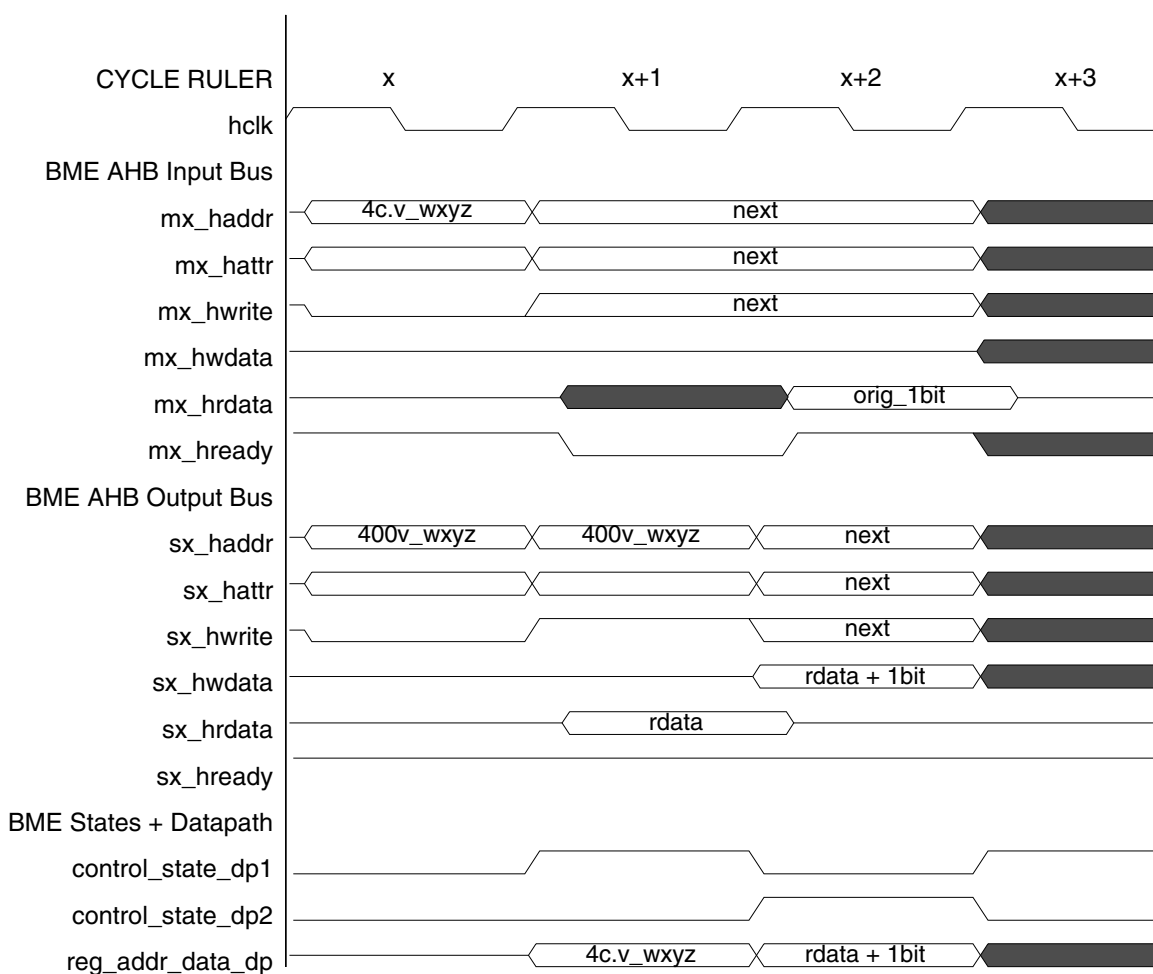 CYCLE RULER x x+1 x+2 x+3
hclk
BME AHB Input Bus
mx_haddr 4c.v_wxyz next
mx_hattr next
mx_hwrite next
mx_hwdata
mx_hrdata orig_1bit
mx_hready
BME AHB Output Bus
sx_haddr 400v_wxyz 400v_wxyz next
sx_hattr next
sx_hwrite next
sx_hwdata rdata + 1bit
sx_hrdata rdata
sx_hready
BME States + Datapath
control_state_dp1
control_state_dp2
reg_addr_data_dp 4c.v_wxyz rdata + 1bit